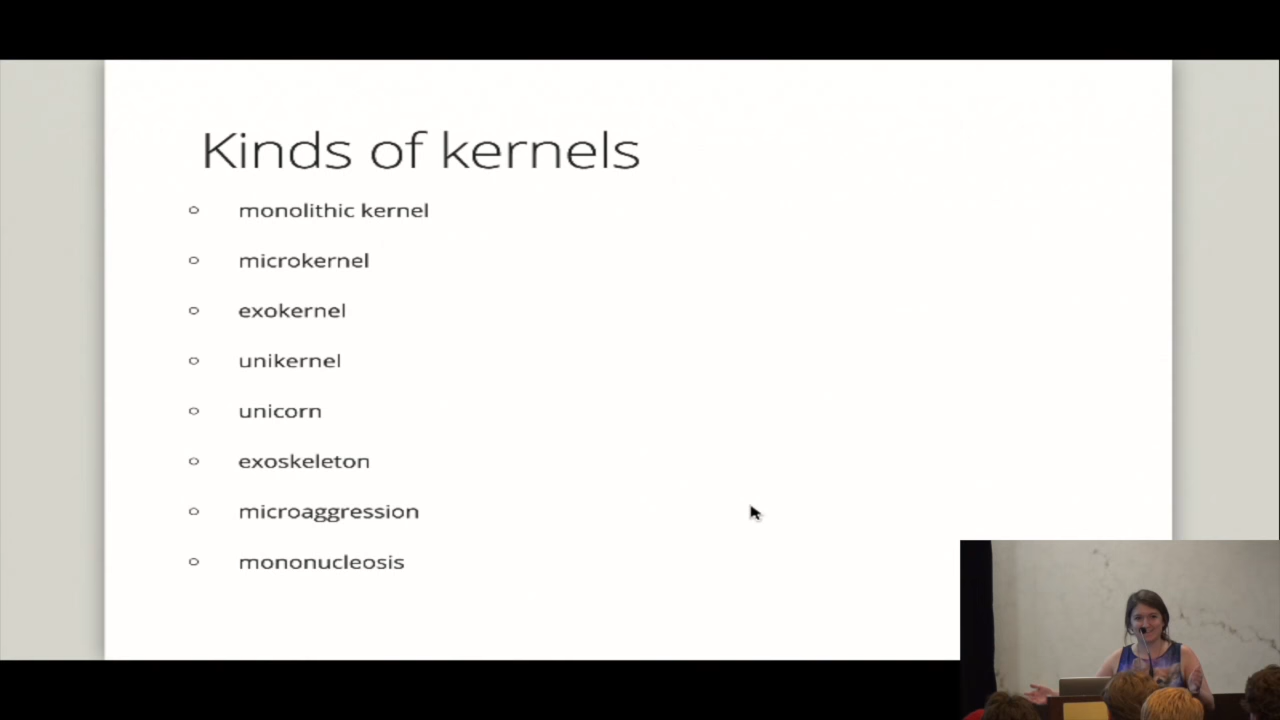 Kinds of kernels
monolithic kernel
microkernel
exokernel
unikernel
unicorn
exoskeleton
microaggression
mononucleosis